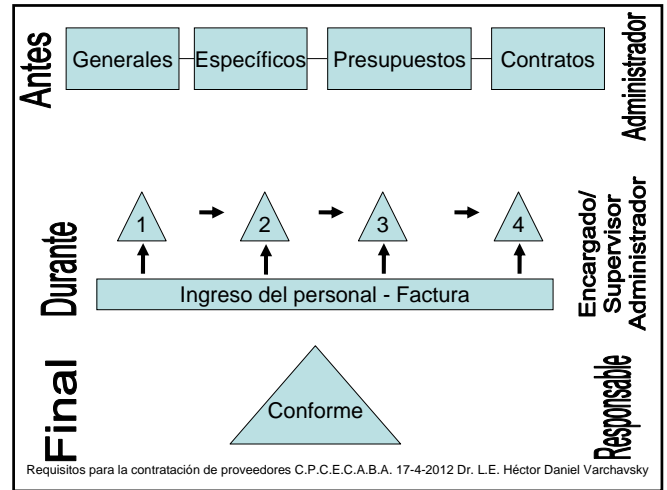 Antes
Generales
Específicos
Presupuestos
Contratos
Administrador
Durante
1
2
3
4
Ingreso del personal - Factura
Encargado/
Supervisor
Administrador
Final
Conforme
Responsable
Requisitos para la contratación de proveedores C.P.C.E.C.A.B.A. 17-4-2012 Dr. L.E. Héctor Daniel Varchavsky